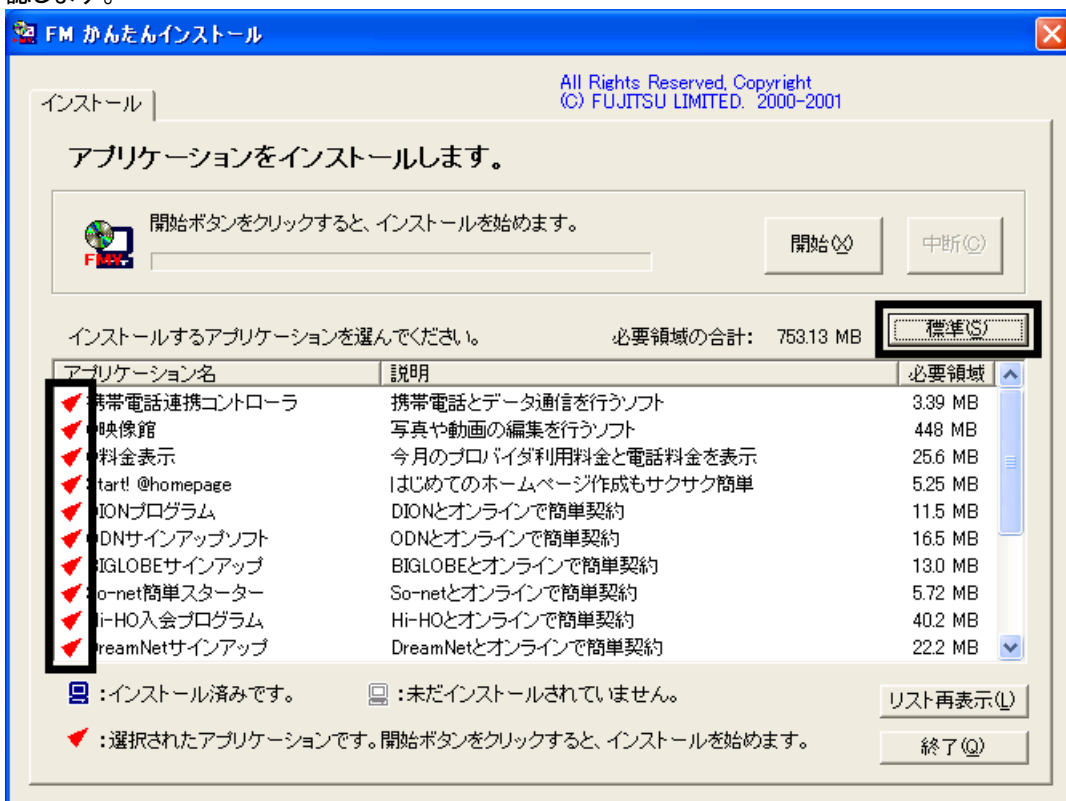 認します。
FM かんたんインストール
インストール
All Rights Reserved, Copyright
(C) FUJITSU LIMITED. 2000-2001
アプリケーションをインストールします。
開始ボタンをクリックすると、インストールを始めます。
FMV
開始(X)
中断(C)
インストールするアプリケーションを選んでください。
必要領域の合計: 753.13 MB
標準(S)
アプリケーション名 説明 必要領域
携帯電話連携コントローラ 携帯電話とデータ通信を行うソフト 3.39 MB
映像館 写真や動画の編集を行うソフト 448 MB
料金表示 今月のプロバイダ利用料金と電話料金を表示 25.6 MB
tart! @homepage はじめてのホームページ作成もサクサク簡単 5.25 MB
DIONプログラム DIONとオンラインで簡単契約 11.5 MB
ODNサインアップソフト ODNとオンラインで簡単契約 16.5 MB
BIGLOBEサインアップ BIGLOBEとオンラインで簡単契約 13.0 MB
So-net簡単スターター So-netとオンラインで簡単契約 5.72 MB
Hi-HO入会プログラム Hi-HOとオンラインで簡単契約 40.2 MB
DreamNetサインアップ DreamNetとオンラインで簡単契約 22.2 MB
:インストール済みです。 :未だインストールされていません。
リスト再表示(L)
:選択されたアプリケーションです。開始ボタンをクリックすると、インストールを始めます。
終了(Q)